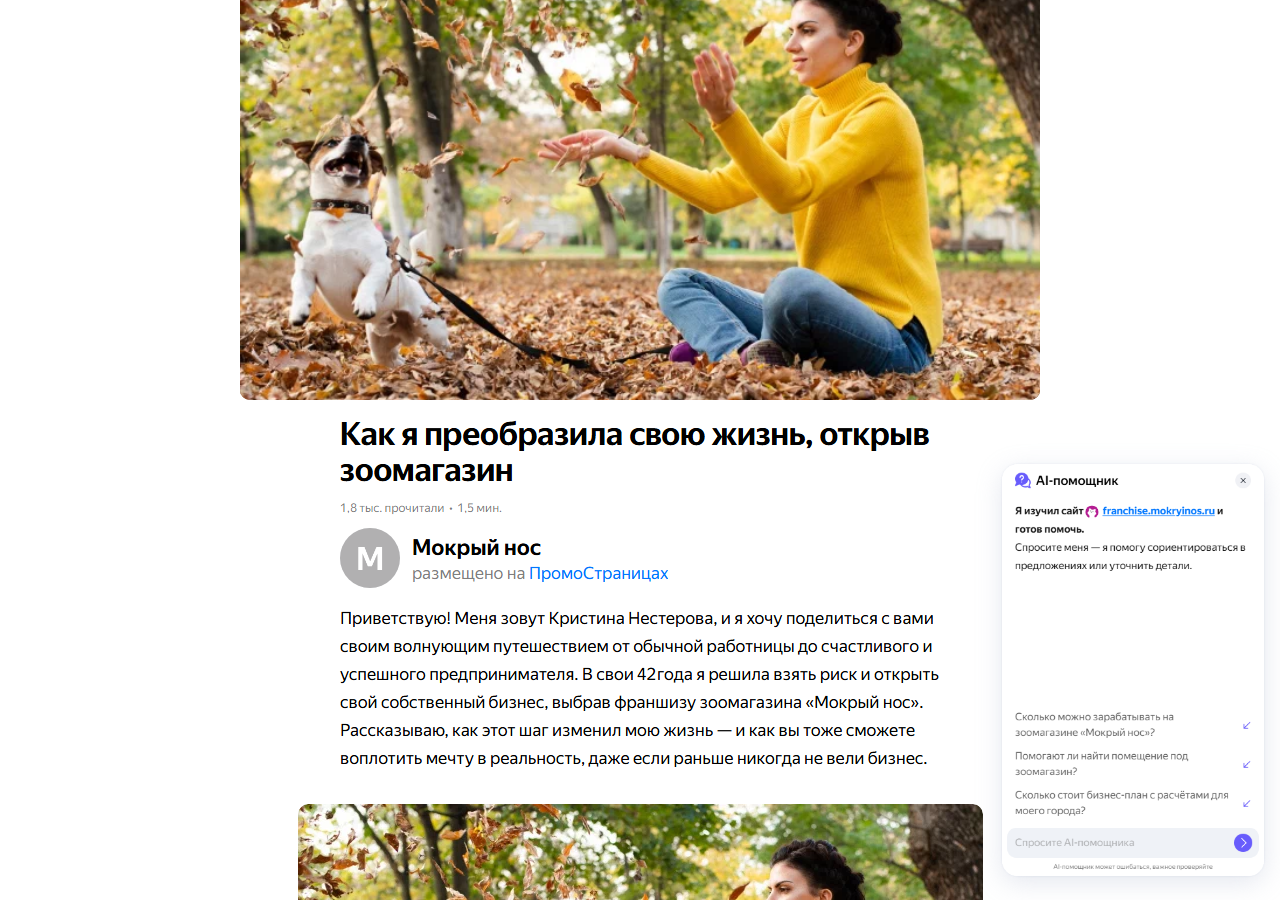 Как я преобразила свою жизнь, открыв
зоомагазин
1,8 тыс. прочитали • 1,5 мин.
М
Мокрый нос
размещено на ПромоСтраницах
Приветствую! Меня зовут Кристина Нестерова, и я хочу поделиться с вами
своим волнующим путешествием от обычной работницы до счастливого и
успешного предпринимателя. В свои 42года я решила взять риск и открыть
свой собственный бизнес, выбрав франшизу зоомагазина «Мокрый нос».
Рассказываю, как этот шаг изменил мою жизнь — и как вы тоже сможете
воплотить мечту в реальность, даже если раньше никогда не вели бизнес.
AI-помощник
Я изучил сайт franchise.mokryinos.ru и
готов помочь.
Спросите меня — я помогу сориентироваться в
предложениях или уточнить детали.
Сколько можно зарабатывать на
зоомагазине «Мокрый нос»?
Помогают ли найти помещение под
зоомагазин?
Сколько стоит бизнес-план с расчётами для
моего города?
Спросите AI-помощника
AI-помощник может ошибаться, важное проверяйте